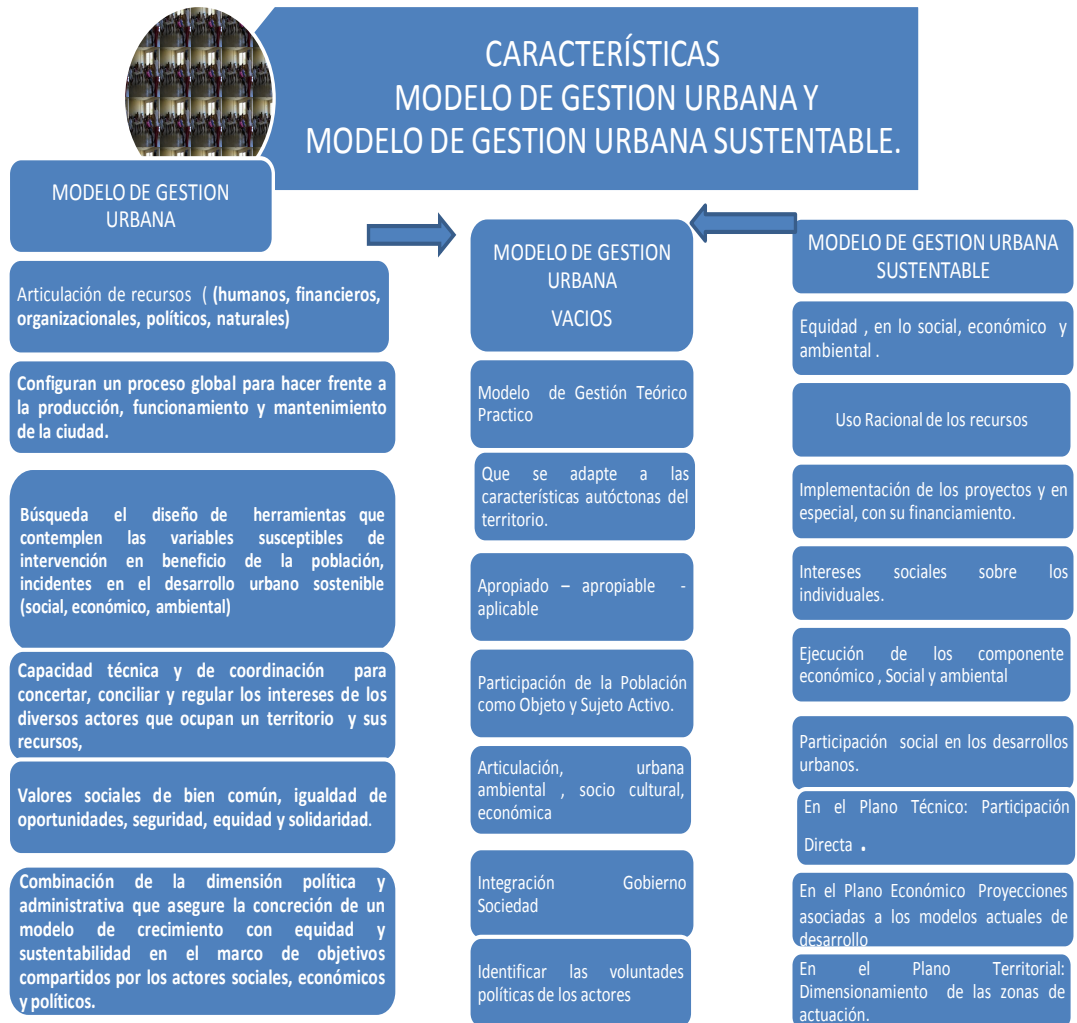 CARACTERÍSTICAS
MODELO DE GESTION URBANA Y
MODELO DE GESTION URBANA SUSTENTABLE.
MODELO DE GESTION
URBANA
Articulación de recursos ( (humanos, financieros,
organizacionales, políticos, naturales)
Configuran un proceso global para hacer frente a
la producción, funcionamiento y mantenimiento
de la ciudad.
Búsqueda el diseño de herramientas que
contemplen las variables susceptibles de
intervención en beneficio de la población,
incidentes en el desarrollo urbano sostenible
(social, económico, ambiental)
Capacidad técnica y de coordinación para
concertar, conciliar y regular los intereses de los
diversos actores que ocupan un territorio y sus
recursos,
Valores sociales de bien común, igualdad de
oportunidades, seguridad, equidad y solidaridad.
Combinación de la dimensión política y
administrativa que asegure la concreción de un
modelo de crecimiento con equidad y
sustentabilidad en el marco de objetivos
compartidos por los actores sociales, económicos
y políticos.
MODELO DE GESTION
URBANA
VACIOS
Modelo de Gestión Teórico
Practico
Que se adapte a las
características autóctonas del
territorio.
Apropiado – apropiable -
aplicable
Participación de la Población
como Objeto y Sujeto Activo.
Articulación, urbana
ambiental , socio cultural,
económica
Integración Gobierno
Sociedad
Identificar las voluntades
políticas de los actores
MODELO DE GESTION URBANA
SUSTENTABLE
Equidad , en lo social, económico y
ambiental .
Uso Racional de los recursos
Implementación de los proyectos y en
especial, con su financiamiento.
Intereses sociales sobre los
individuales.
Ejecución de los componente
económico , Social y ambiental
Participación social en los desarrollos
urbanos.
En el Plano Técnico: Participación
Directa .
En el Plano Económico Proyecciones
asociadas a los modelos actuales de
desarrollo
En el Plano Territorial:
Dimensionamiento de las zonas de
actuación.